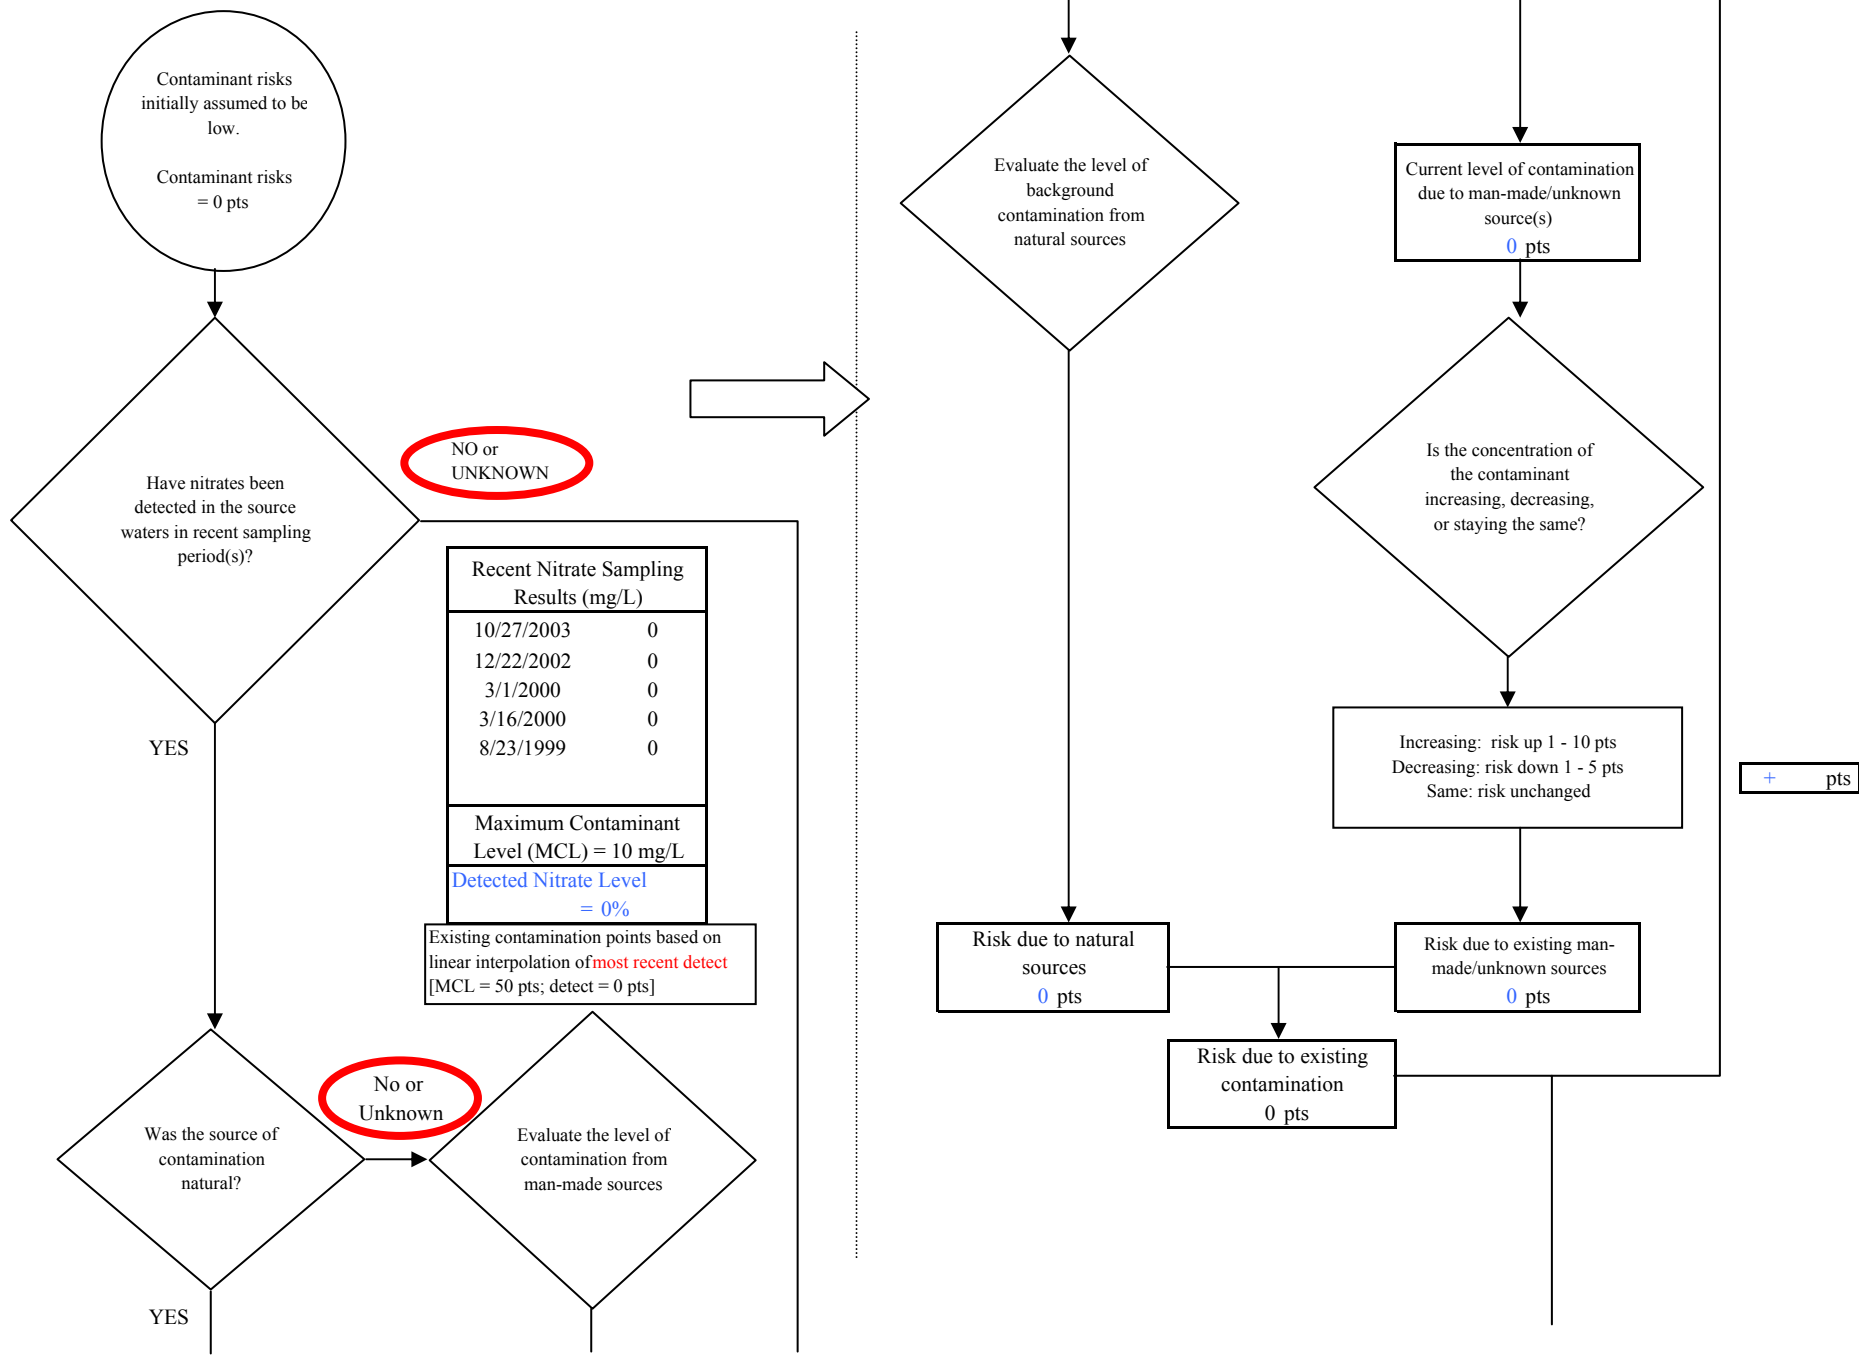 Contaminant risks
initially assumed to be
low.
Contaminant risks
= 0 pts
Have nitrates been
detected in the source
waters in recent sampling
period(s)?
NO or
UNKNOWN
YES
Recent Nitrate Sampling
Results (mg/L)
10/27/2003 0
12/22/2002 0
3/1/2000 0
3/16/2000 0
8/23/1999 0
Maximum Contaminant
Level (MCL) = 10 mg/L
Detected Nitrate Level
= 0%
Existing contamination points based on
linear interpolation of most recent detect
[MCL = 50 pts; detect = 0 pts]
Was the source of
contamination
natural?
No or
Unknown
Evaluate the level of
contamination from
man-made sources
YES
Evaluate the level of
background
contamination from
natural sources
Current level of contamination
due to man-made/unknown
source(s)
0 pts
Is the concentration of
the contaminant
increasing, decreasing,
or staying the same?
Increasing: risk up 1 - 10 pts
Decreasing: risk down 1 - 5 pts
Same: risk unchanged
+ pts
Risk due to natural
sources
0 pts
Risk due to existing man-
made/unknown sources
0 pts
Risk due to existing
contamination
0 pts